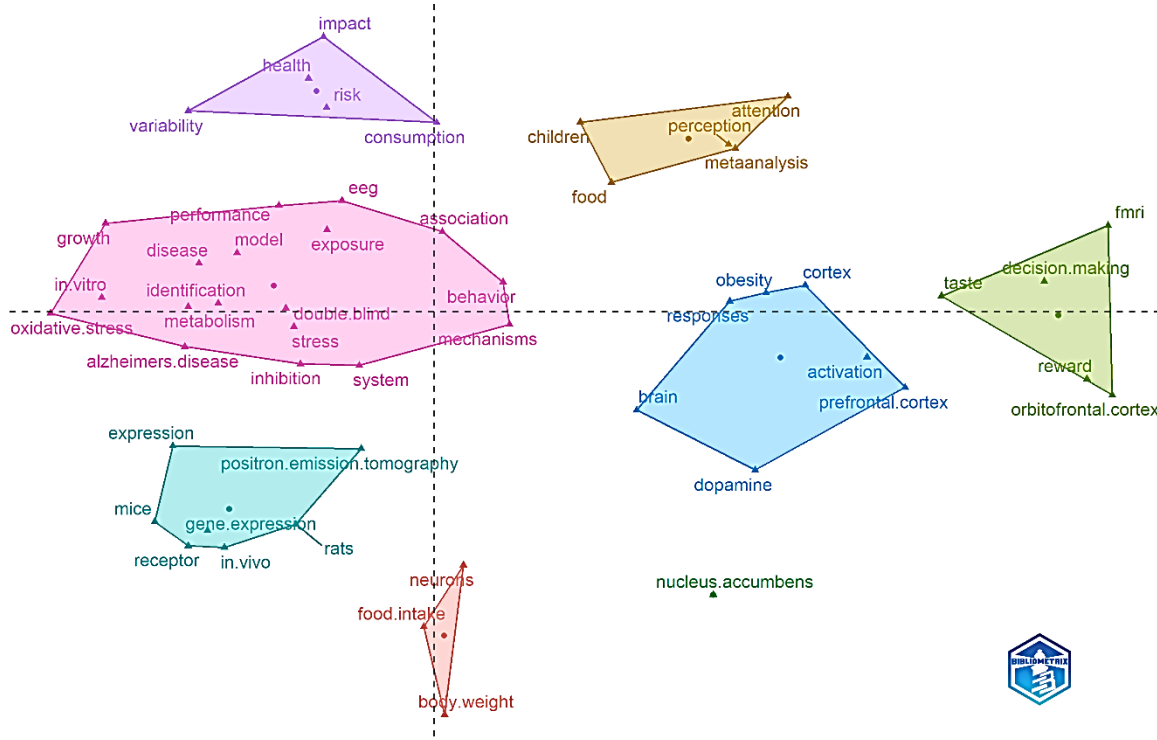 impact
health
risk
variability
consumption
attention
children
perception
metaanalysis
food
eeg
performance
association
growth
model
exposure
disease
in.vitro
identification
behavior
metabolism
double.blind
oxidative.stress
stress
mechanisms
alzheimers.disease
inhibition
system
fmri
decision.making
taste
reward
orbitofrontal.cortex
obesity
cortex
responses
activation
brain
prefrontal.cortex
dopamine
expression
positron.emission.tomography
mice
gene.expression
receptor
in.vivo
rats
neurons
food.intake
body.weight
nucleus.accumbens
BIBLIOMETRIX